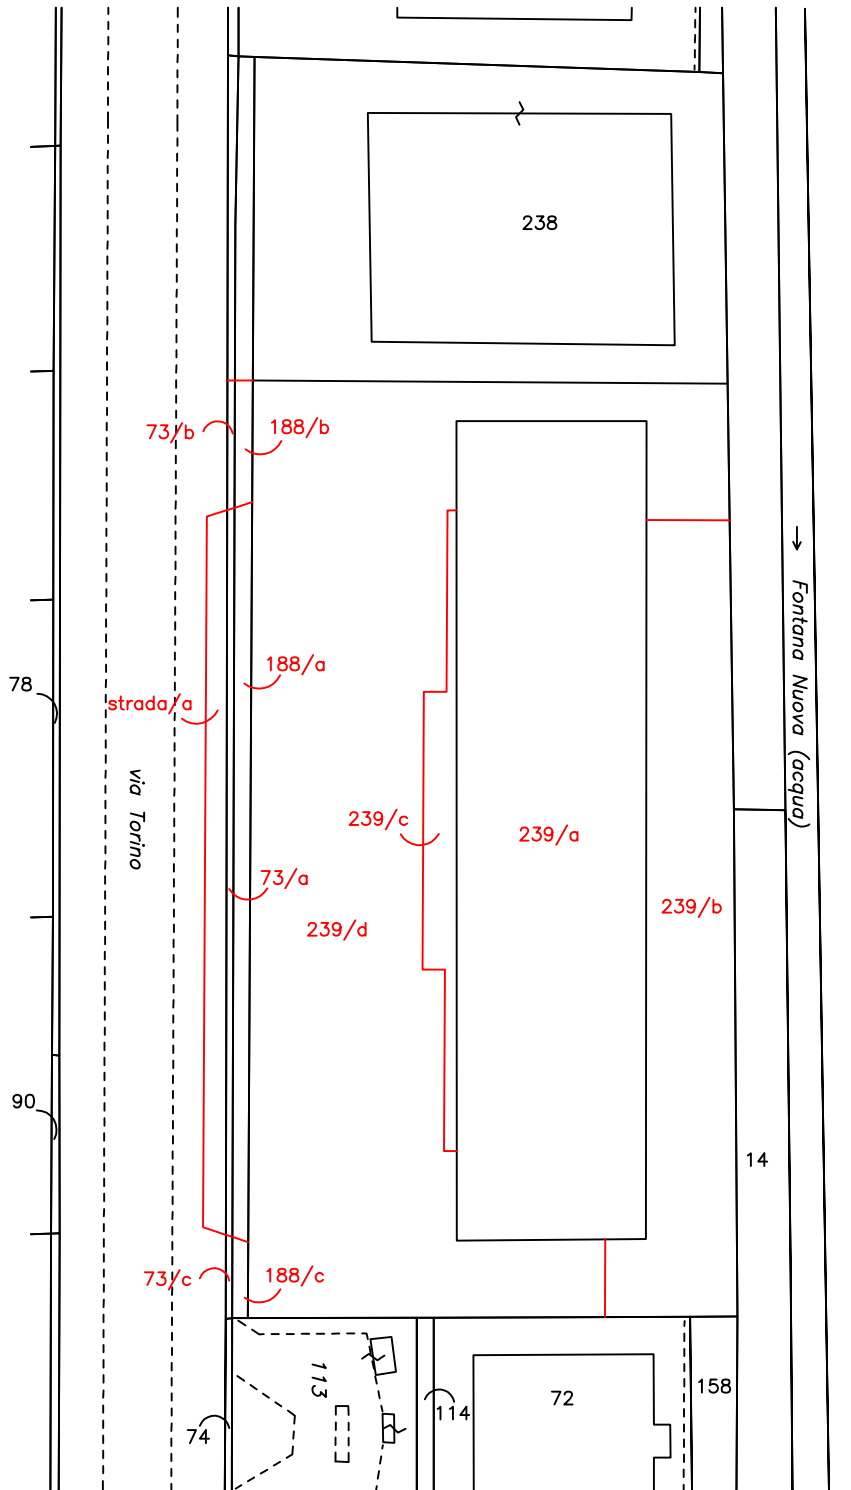 238
73/b
188/b
Fontana Nuova (acqua)
188/a
78
strada/a
via Torino
239/c
239/a
73/a
239/b
239/d
90
14
188/c
73/c
113
158
72
114
74